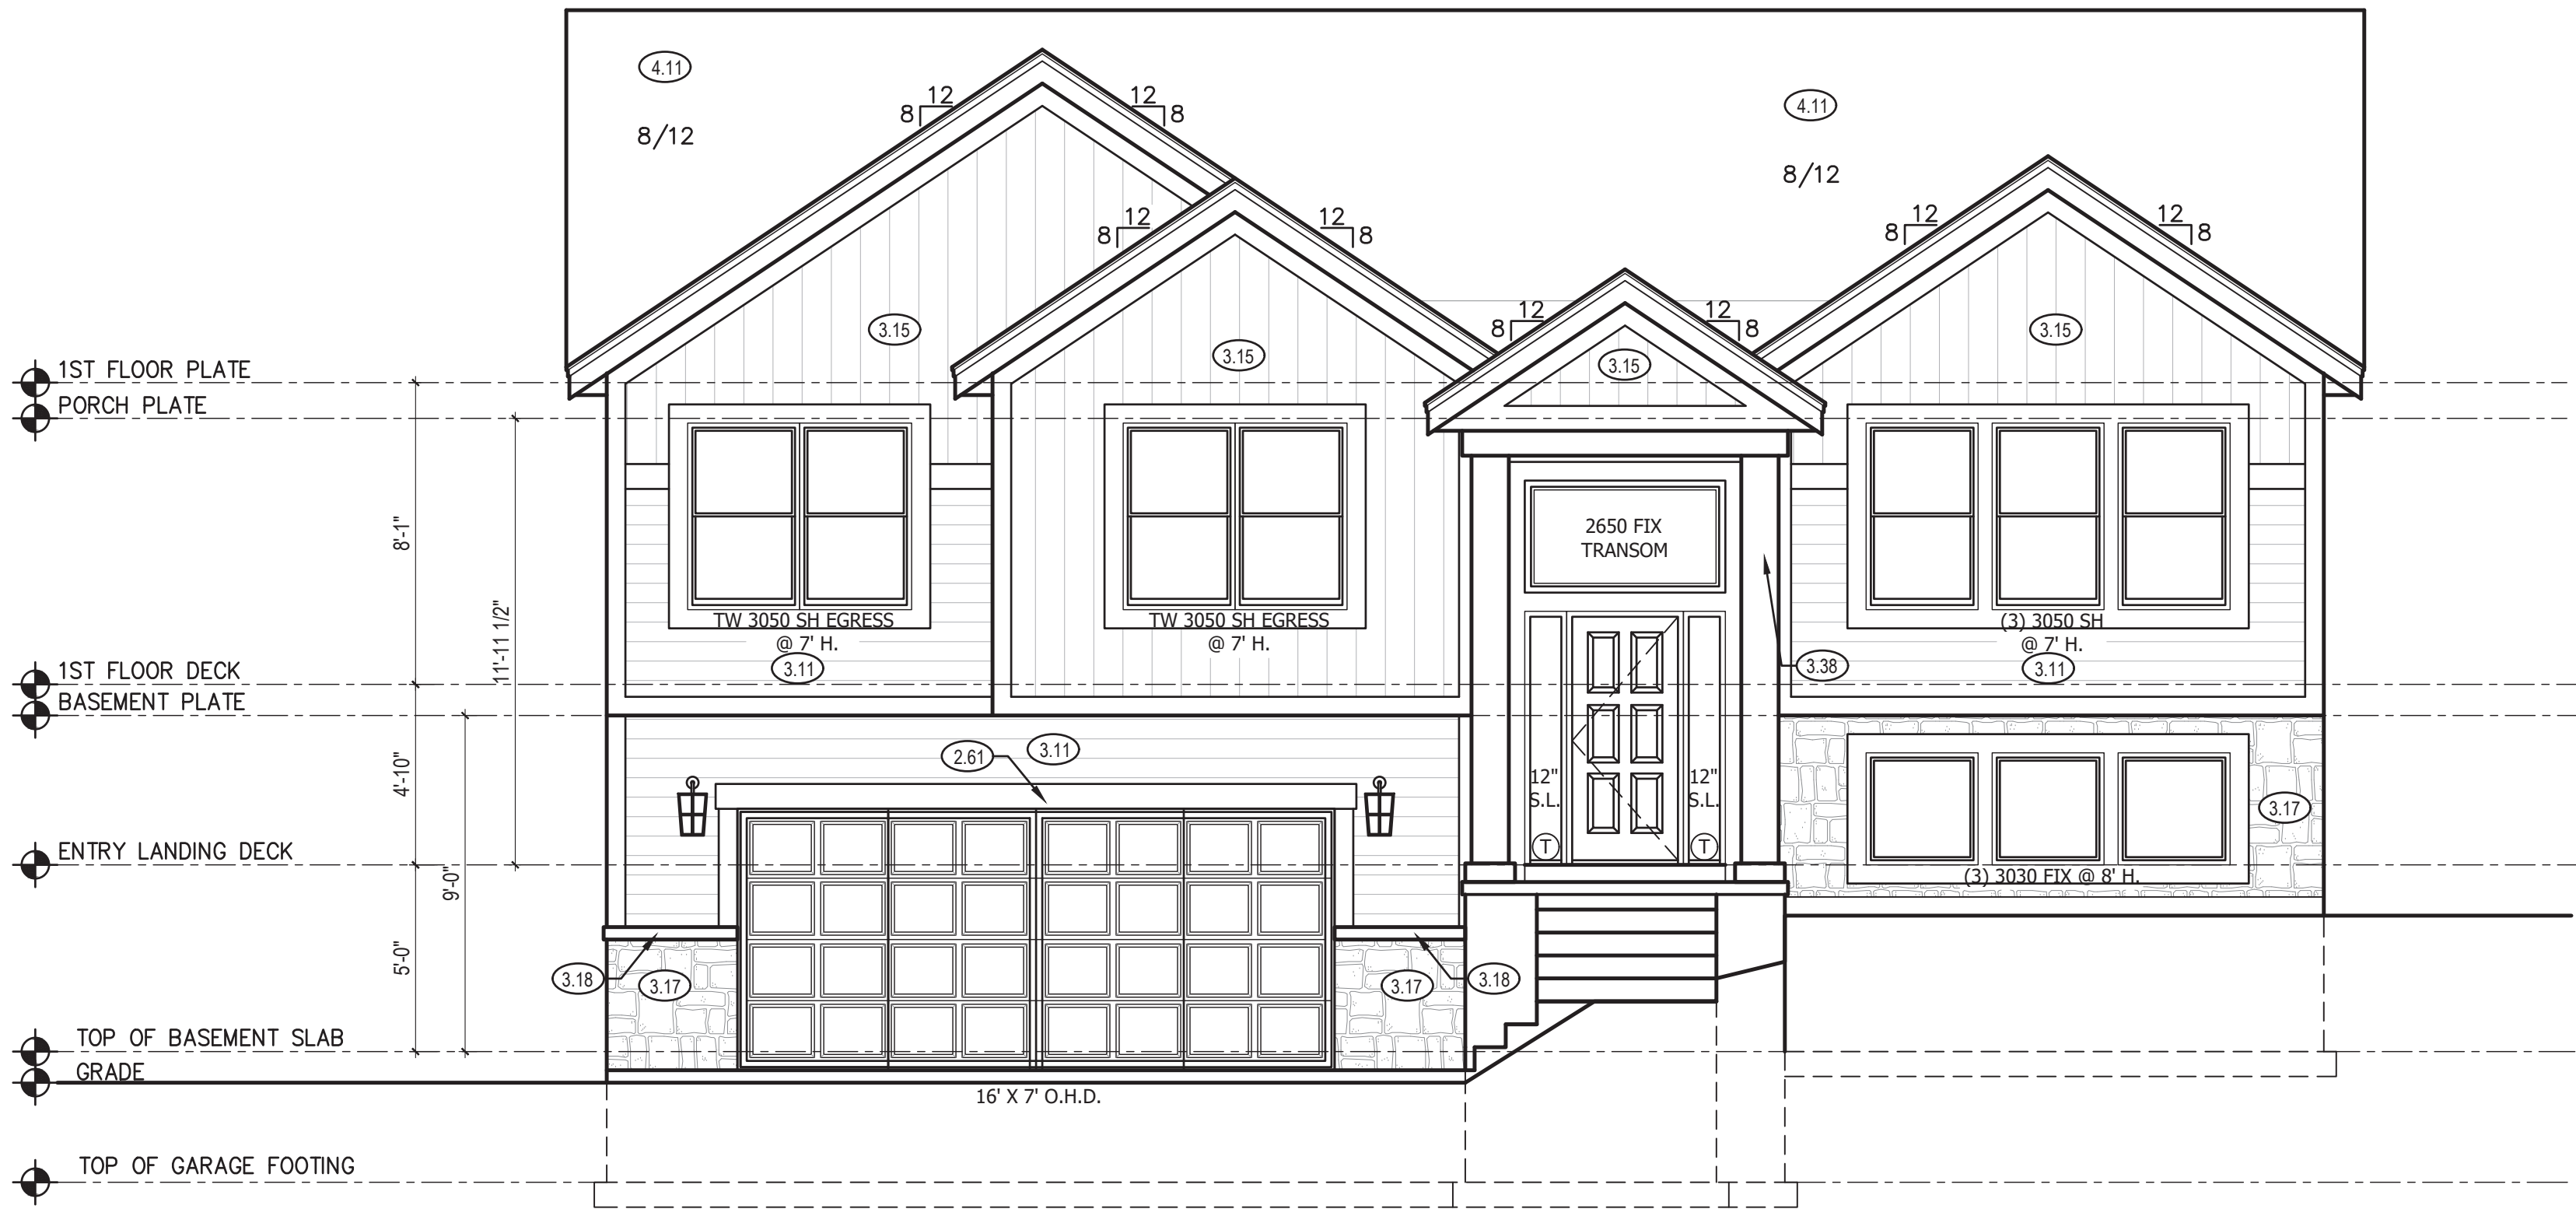 4.11
8/12
12
8
12
8
4.11
8/12
12
8
12
8
12
8
12
8
12
8
12
8
3.15
3.15
3.15
3.15
1ST FLOOR PLATE
PORCH PLATE
8'-1"
11'-11 1/2"
2650 FIX
TRANSOM
TW 3050 SH EGRESS
@ 7' H.
3.11
TW 3050 SH EGRESS
@ 7' H.
(3) 3050 SH
@ 7' H.
3.11
3.38
1ST FLOOR DECK
BASEMENT PLATE
4'-10"
2.61
3.11
12"
S.L.
T
12"
S.L.
T
3.17
ENTRY LANDING DECK
9'-0"
(3) 3030 FIX @ 8' H.
5'-0"
3.18
3.17
3.17
3.18
TOP OF BASEMENT SLAB
GRADE
16' X 7' O.H.D.
TOP OF GARAGE FOOTING